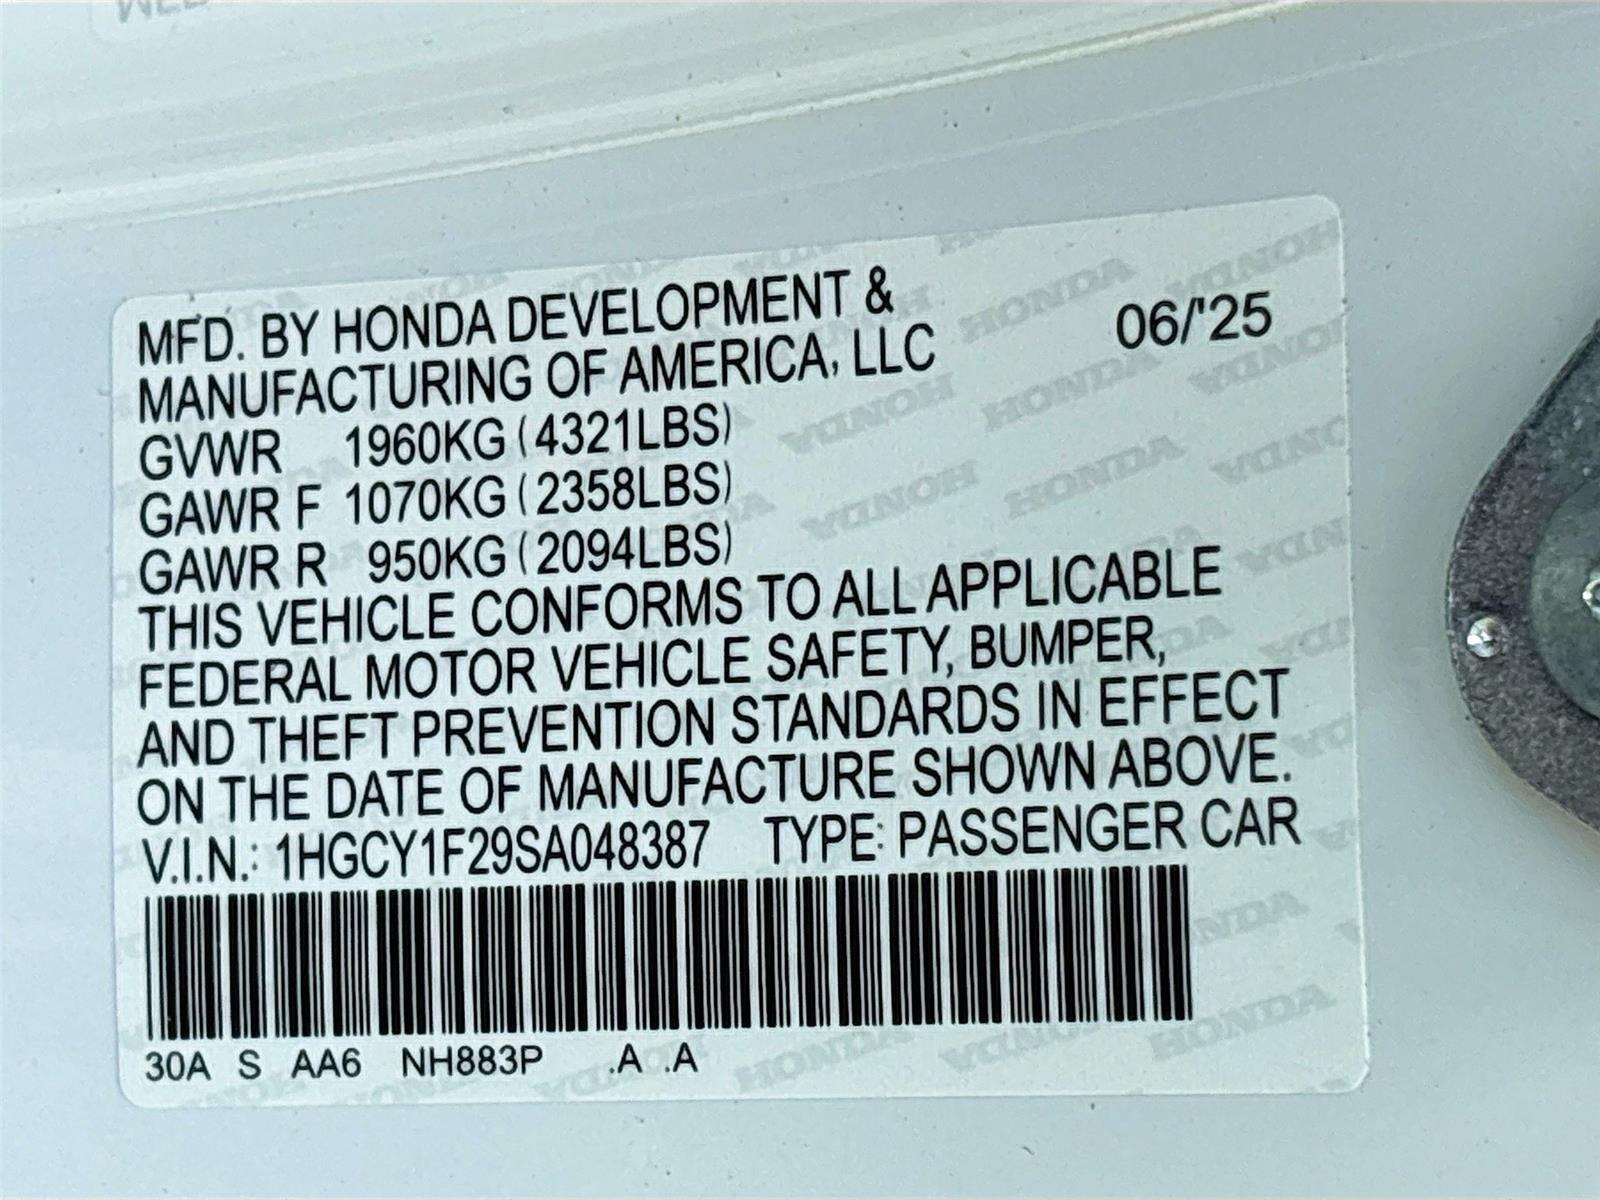 MFD. BY HONDA DEVELOPMENT &
MANUFACTURING OF AMERICA, LLC
06/'25
GVWR 1960KG (4321LBS)
GAWR F 1070KG (2358LBS)
GAWR R 950KG (2094LBS)
THIS VEHICLE CONFORMS TO ALL APPLICABLE
FEDERAL MOTOR VEHICLE SAFETY, BUMPER,
AND THEFT PREVENTION STANDARDS IN EFFECT
ON THE DATE OF MANUFACTURE SHOWN ABOVE.
V.I.N.: 1HGCY1F29SA048387 TYPE: PASSENGER CAR
30A S AA6 NH883P .A .A